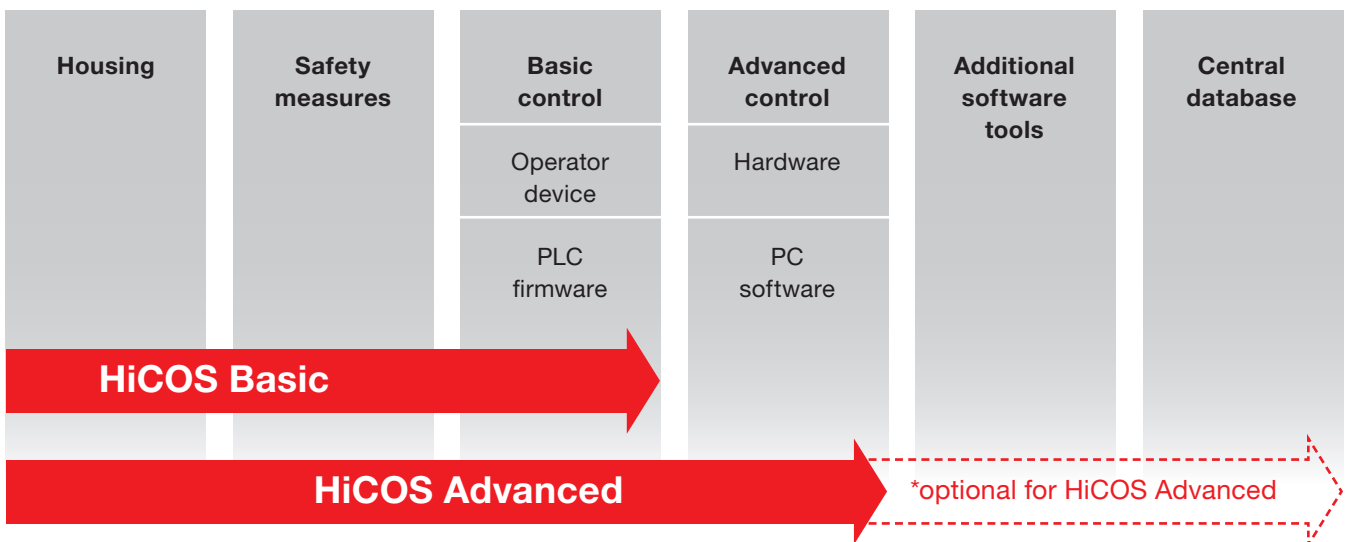 Housing
Safety
measures
Basic
control
Operator
device
PLC
firmware
Advanced
control
Hardware
PC
software
Additional
software
tools
Central
database
HiCOS Basic
HiCOS Advanced
*optional for HiCOS Advanced